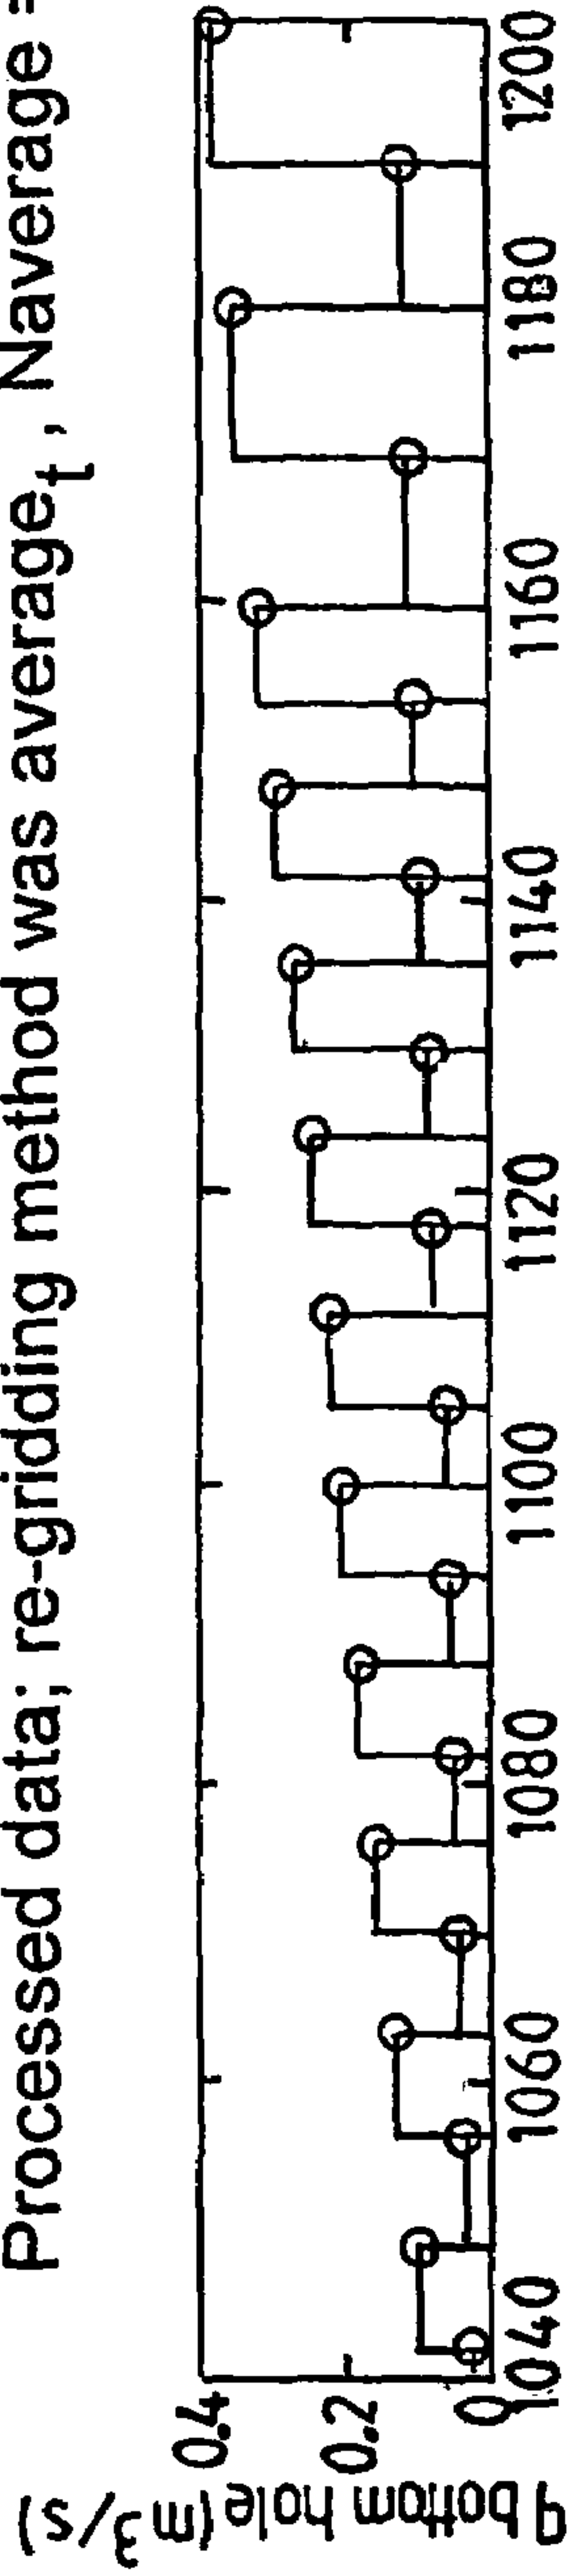 Processed data; re-gridding method was average_t, Naverage =
q bottom hole (m³/s)
0.4
0.2
0
1040 1060 1080 1100 1120 1140 1160 1180 1200